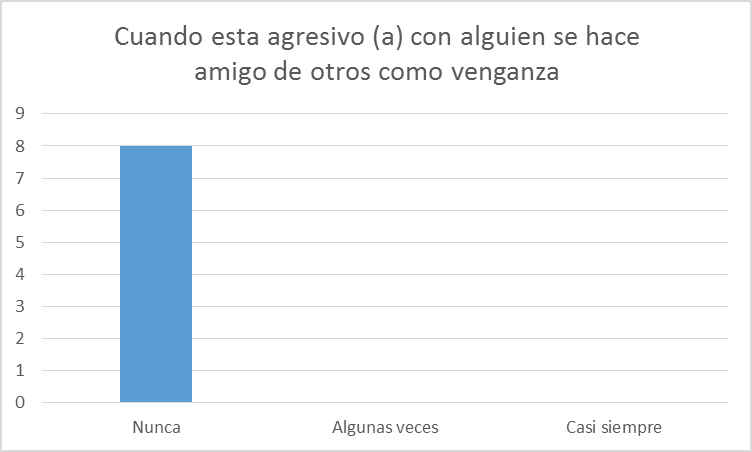 Cuando esta agresivo (a) con alguien se hace
amigo de otros como venganza
9
8
7
6
5
4
3
2
1
0
Nunca
Algunas veces
Casi siempre